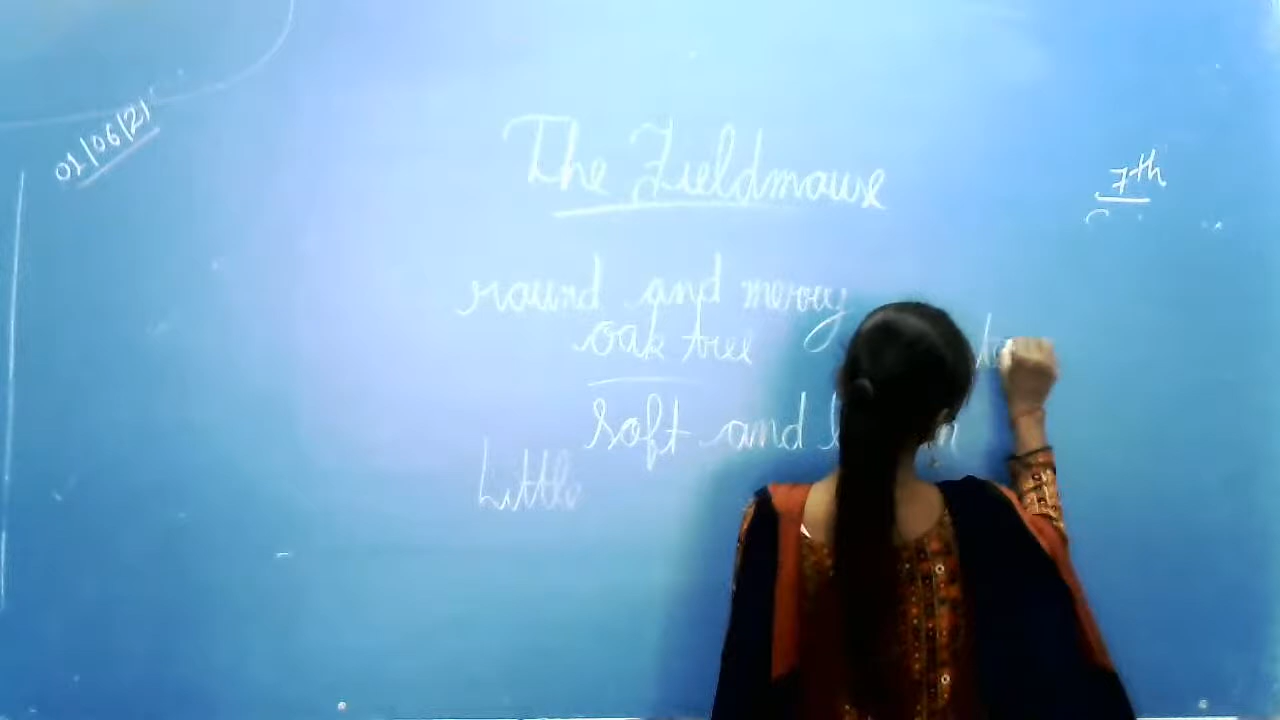 01/06/21
The Fieldmouse
7th
round and merry
oak tree
Soft and
Little